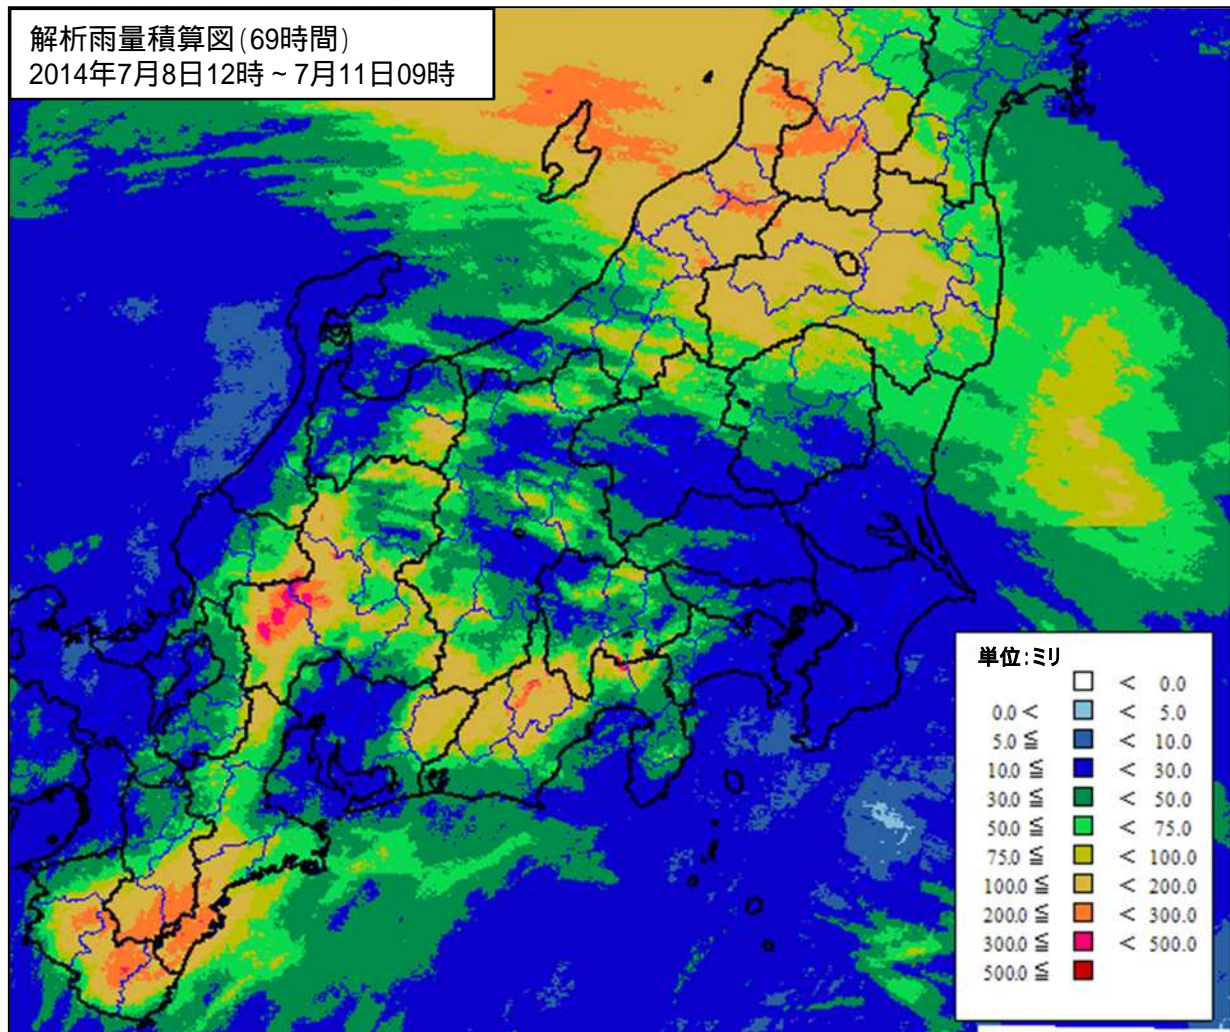 解析雨量積算図(69時間)
2014年7月8日12時～7月11日09時
単位:ミリ
< 0.0
0.0 < < 5.0
5.0 ≦ < 10.0
10.0 ≦ < 30.0
30.0 ≦ < 50.0
50.0 ≦ < 75.0
75.0 ≦ < 100.0
100.0 ≦ < 200.0
200.0 ≦ < 300.0
300.0 ≦ < 500.0
500.0 ≦